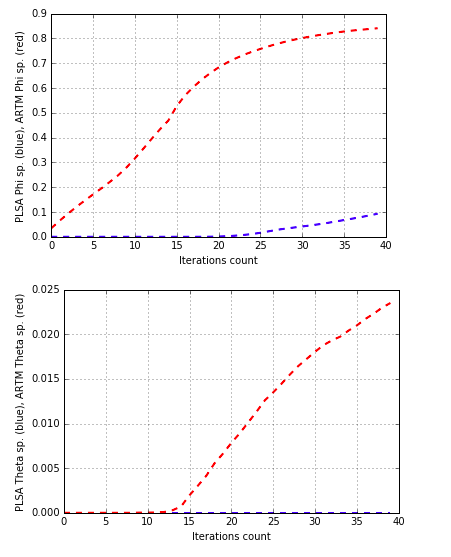 PLSA Phi sp. (blue), ARTM Phi sp. (red)
0.9
0.8
0.7
0.6
0.5
0.4
0.3
0.2
0.1
0.0
0 5 10 15 20 25 30 35 40
Iterations count
PLSA Theta sp. (blue), ARTM Theta sp. (red)
0.025
0.020
0.015
0.010
0.005
0.000
0 5 10 15 20 25 30 35 40
Iterations count